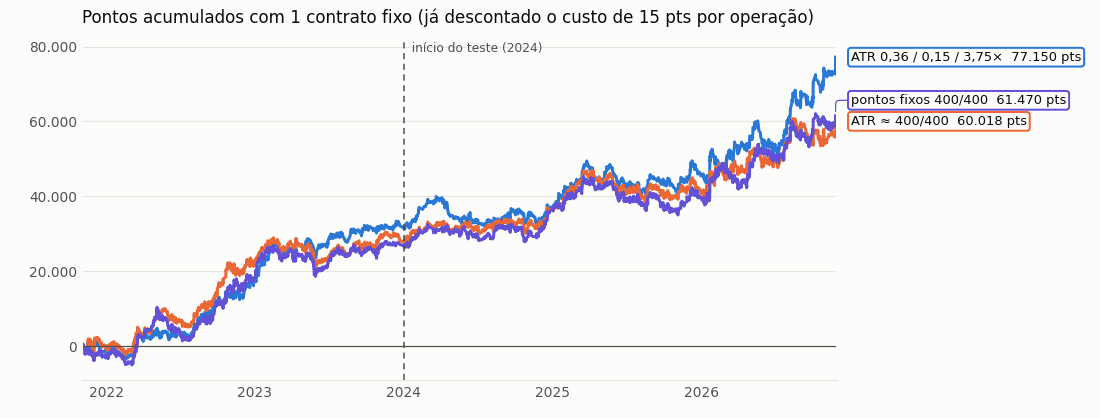 Pontos acumulados com 1 contrato fixo (já descontado o custo de 15 pts por operação)
80.000
início do teste (2024)
ATR 0,36 / 0,15 / 3,75×  77.150 pts
pontos fixos 400/400  61.470 pts
60.000
ATR ≈ 400/400  60.018 pts
40.000
20.000
0
2022
2023
2024
2025
2026